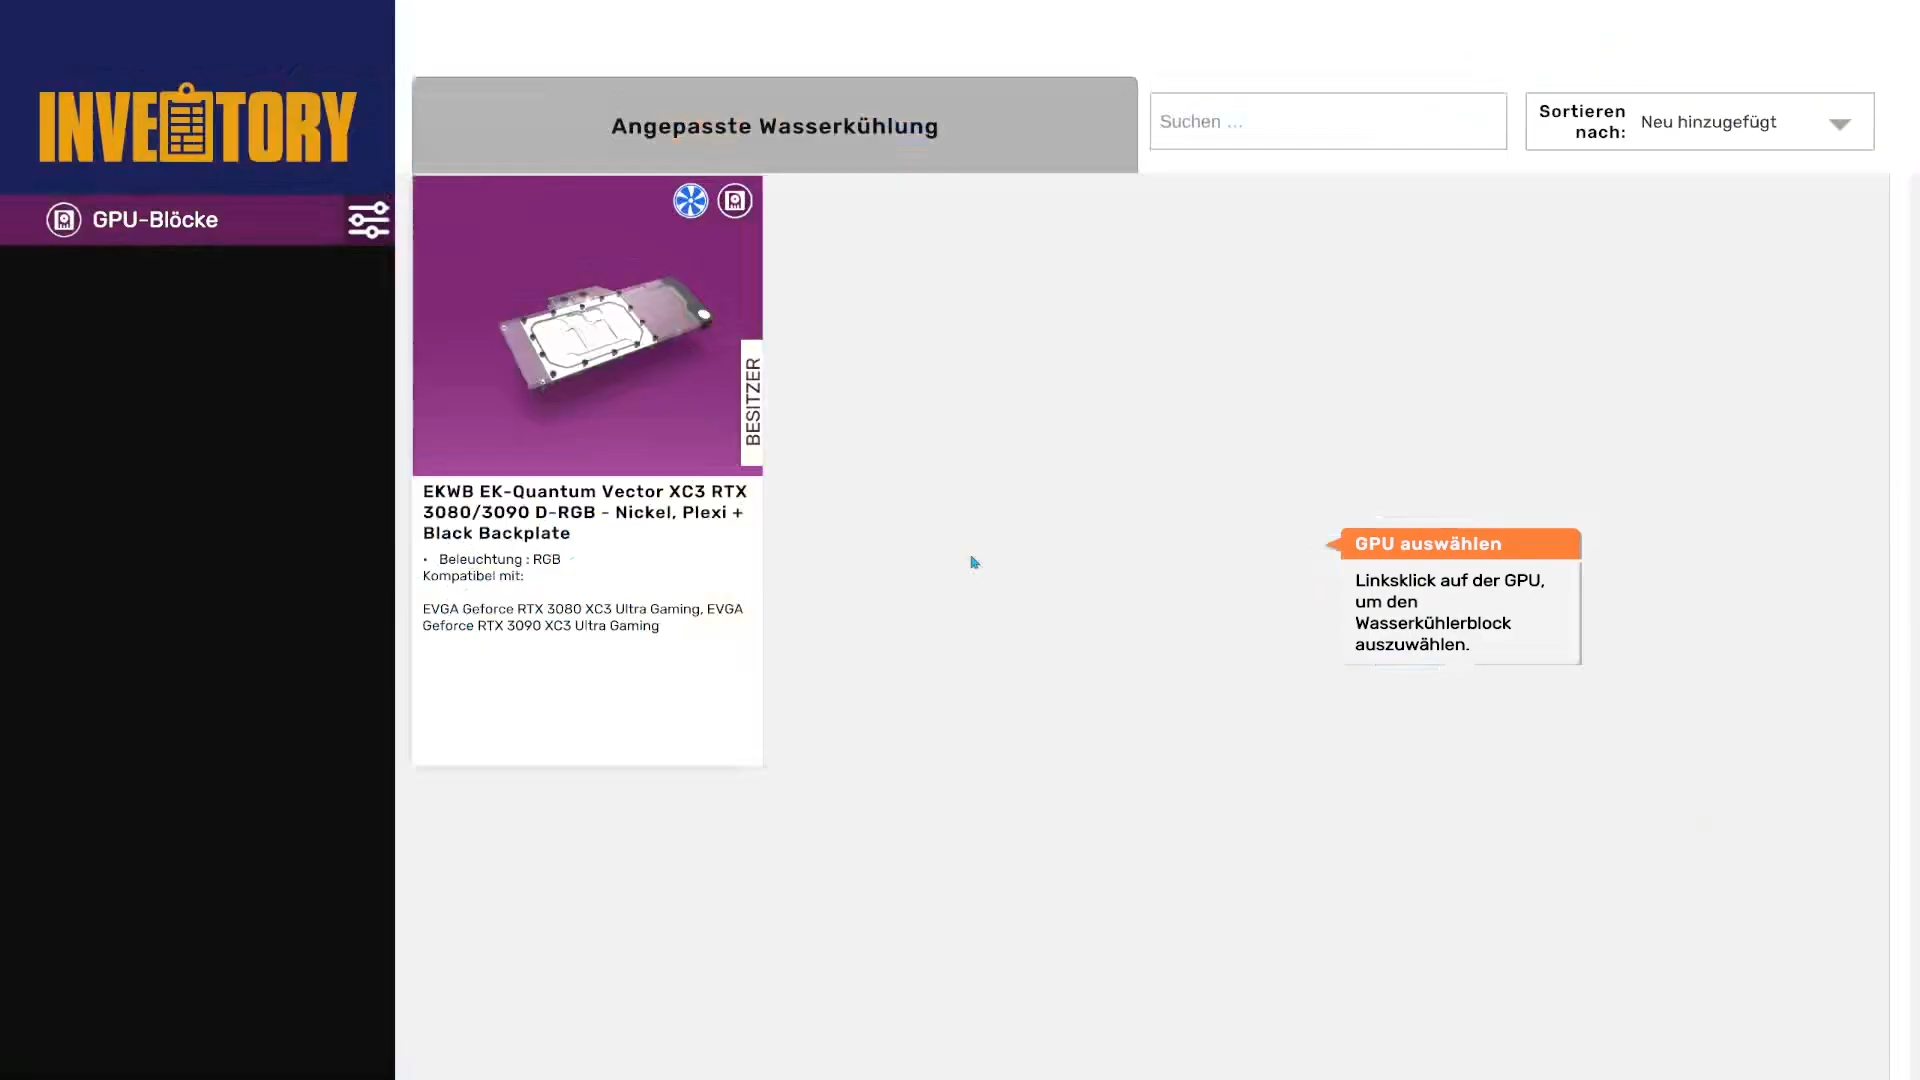 INVENTORY
GPU-Blöcke
Angepasste Wasserkühlung
Suchen ...
Sortieren
nach:
Neu hinzugefügt
BESITZER
EKWB EK-Quantum Vector XC3 RTX
3080/3090 D-RGB - Nickel, Plexi +
Black Backplate
• Beleuchtung : RGB
Kompatibel mit:
EVGA Geforce RTX 3080 XC3 Ultra Gaming, EVGA
Geforce RTX 3090 XC3 Ultra Gaming
GPU auswählen
Linksklick auf der GPU,
um den
Wasserkühlerblock
auszuwählen.